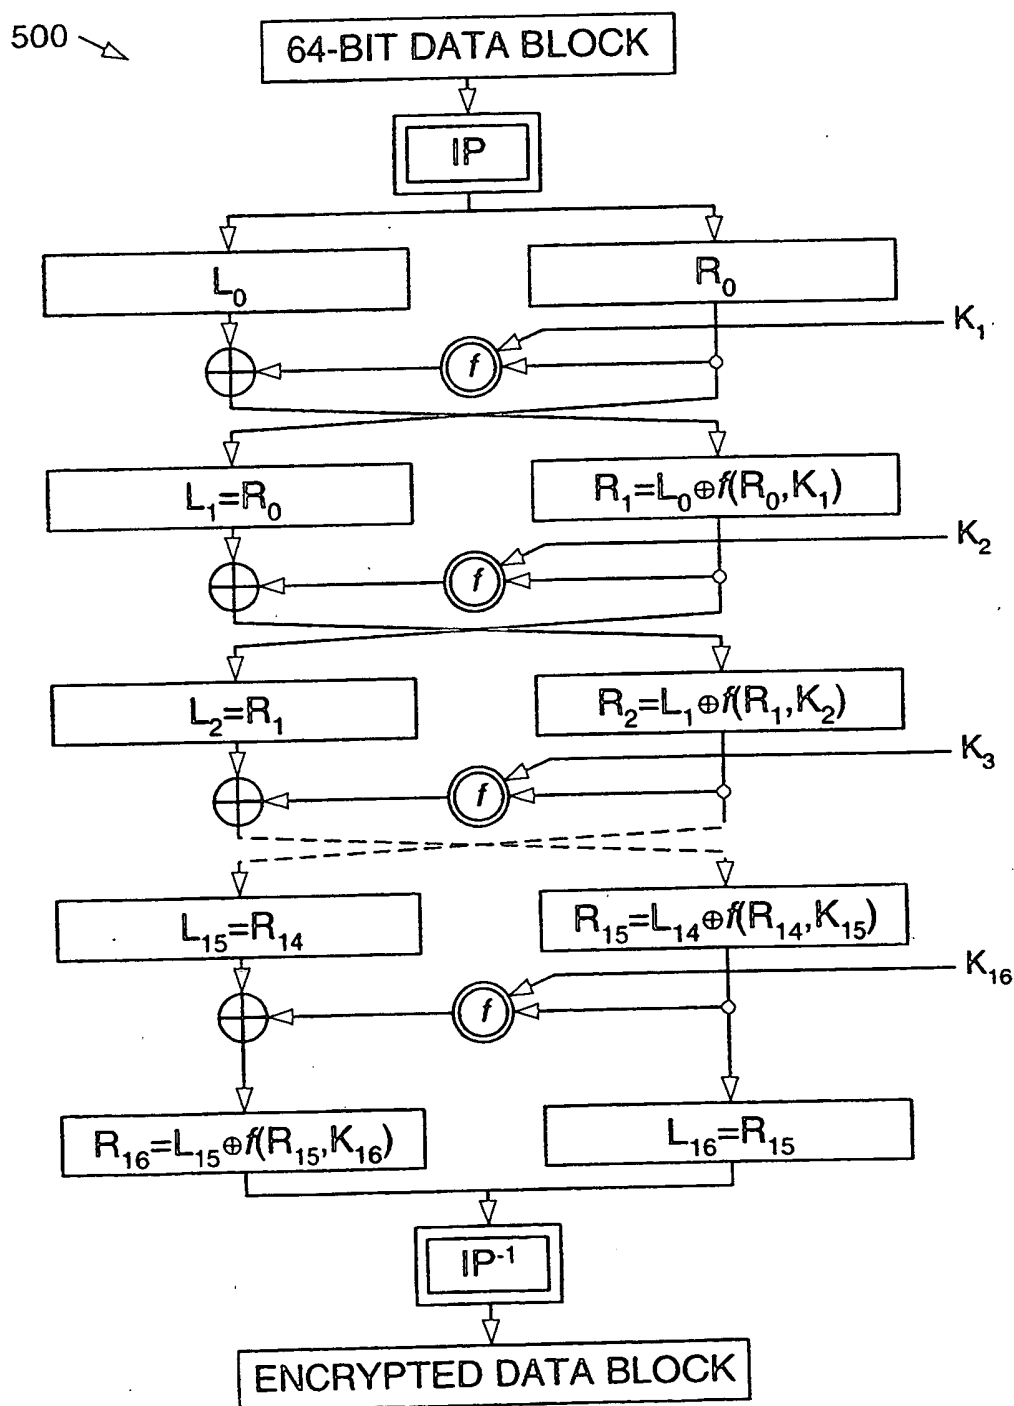 500
64-BIT DATA BLOCK
IP
L₀
R₀
K₁
f
L₁=R₀
R₁=L₀⊕f(R₀,K₁)
K₂
f
L₂=R₁
R₂=L₁⊕f(R₁,K₂)
K₃
f
L₁₅=R₁₄
R₁₅=L₁₄⊕f(R₁₄,K₁₅)
K₁₆
f
R₁₆=L₁₅⊕f(R₁₅,K₁₆)
L₁₆=R₁₅
IP⁻¹
ENCRYPTED DATA BLOCK